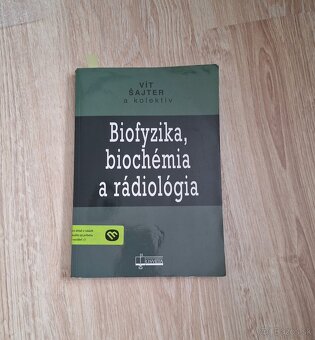 VÍT
ŠAJTER
a kolektív
Biofyzika,
biochémia
a rádiológia